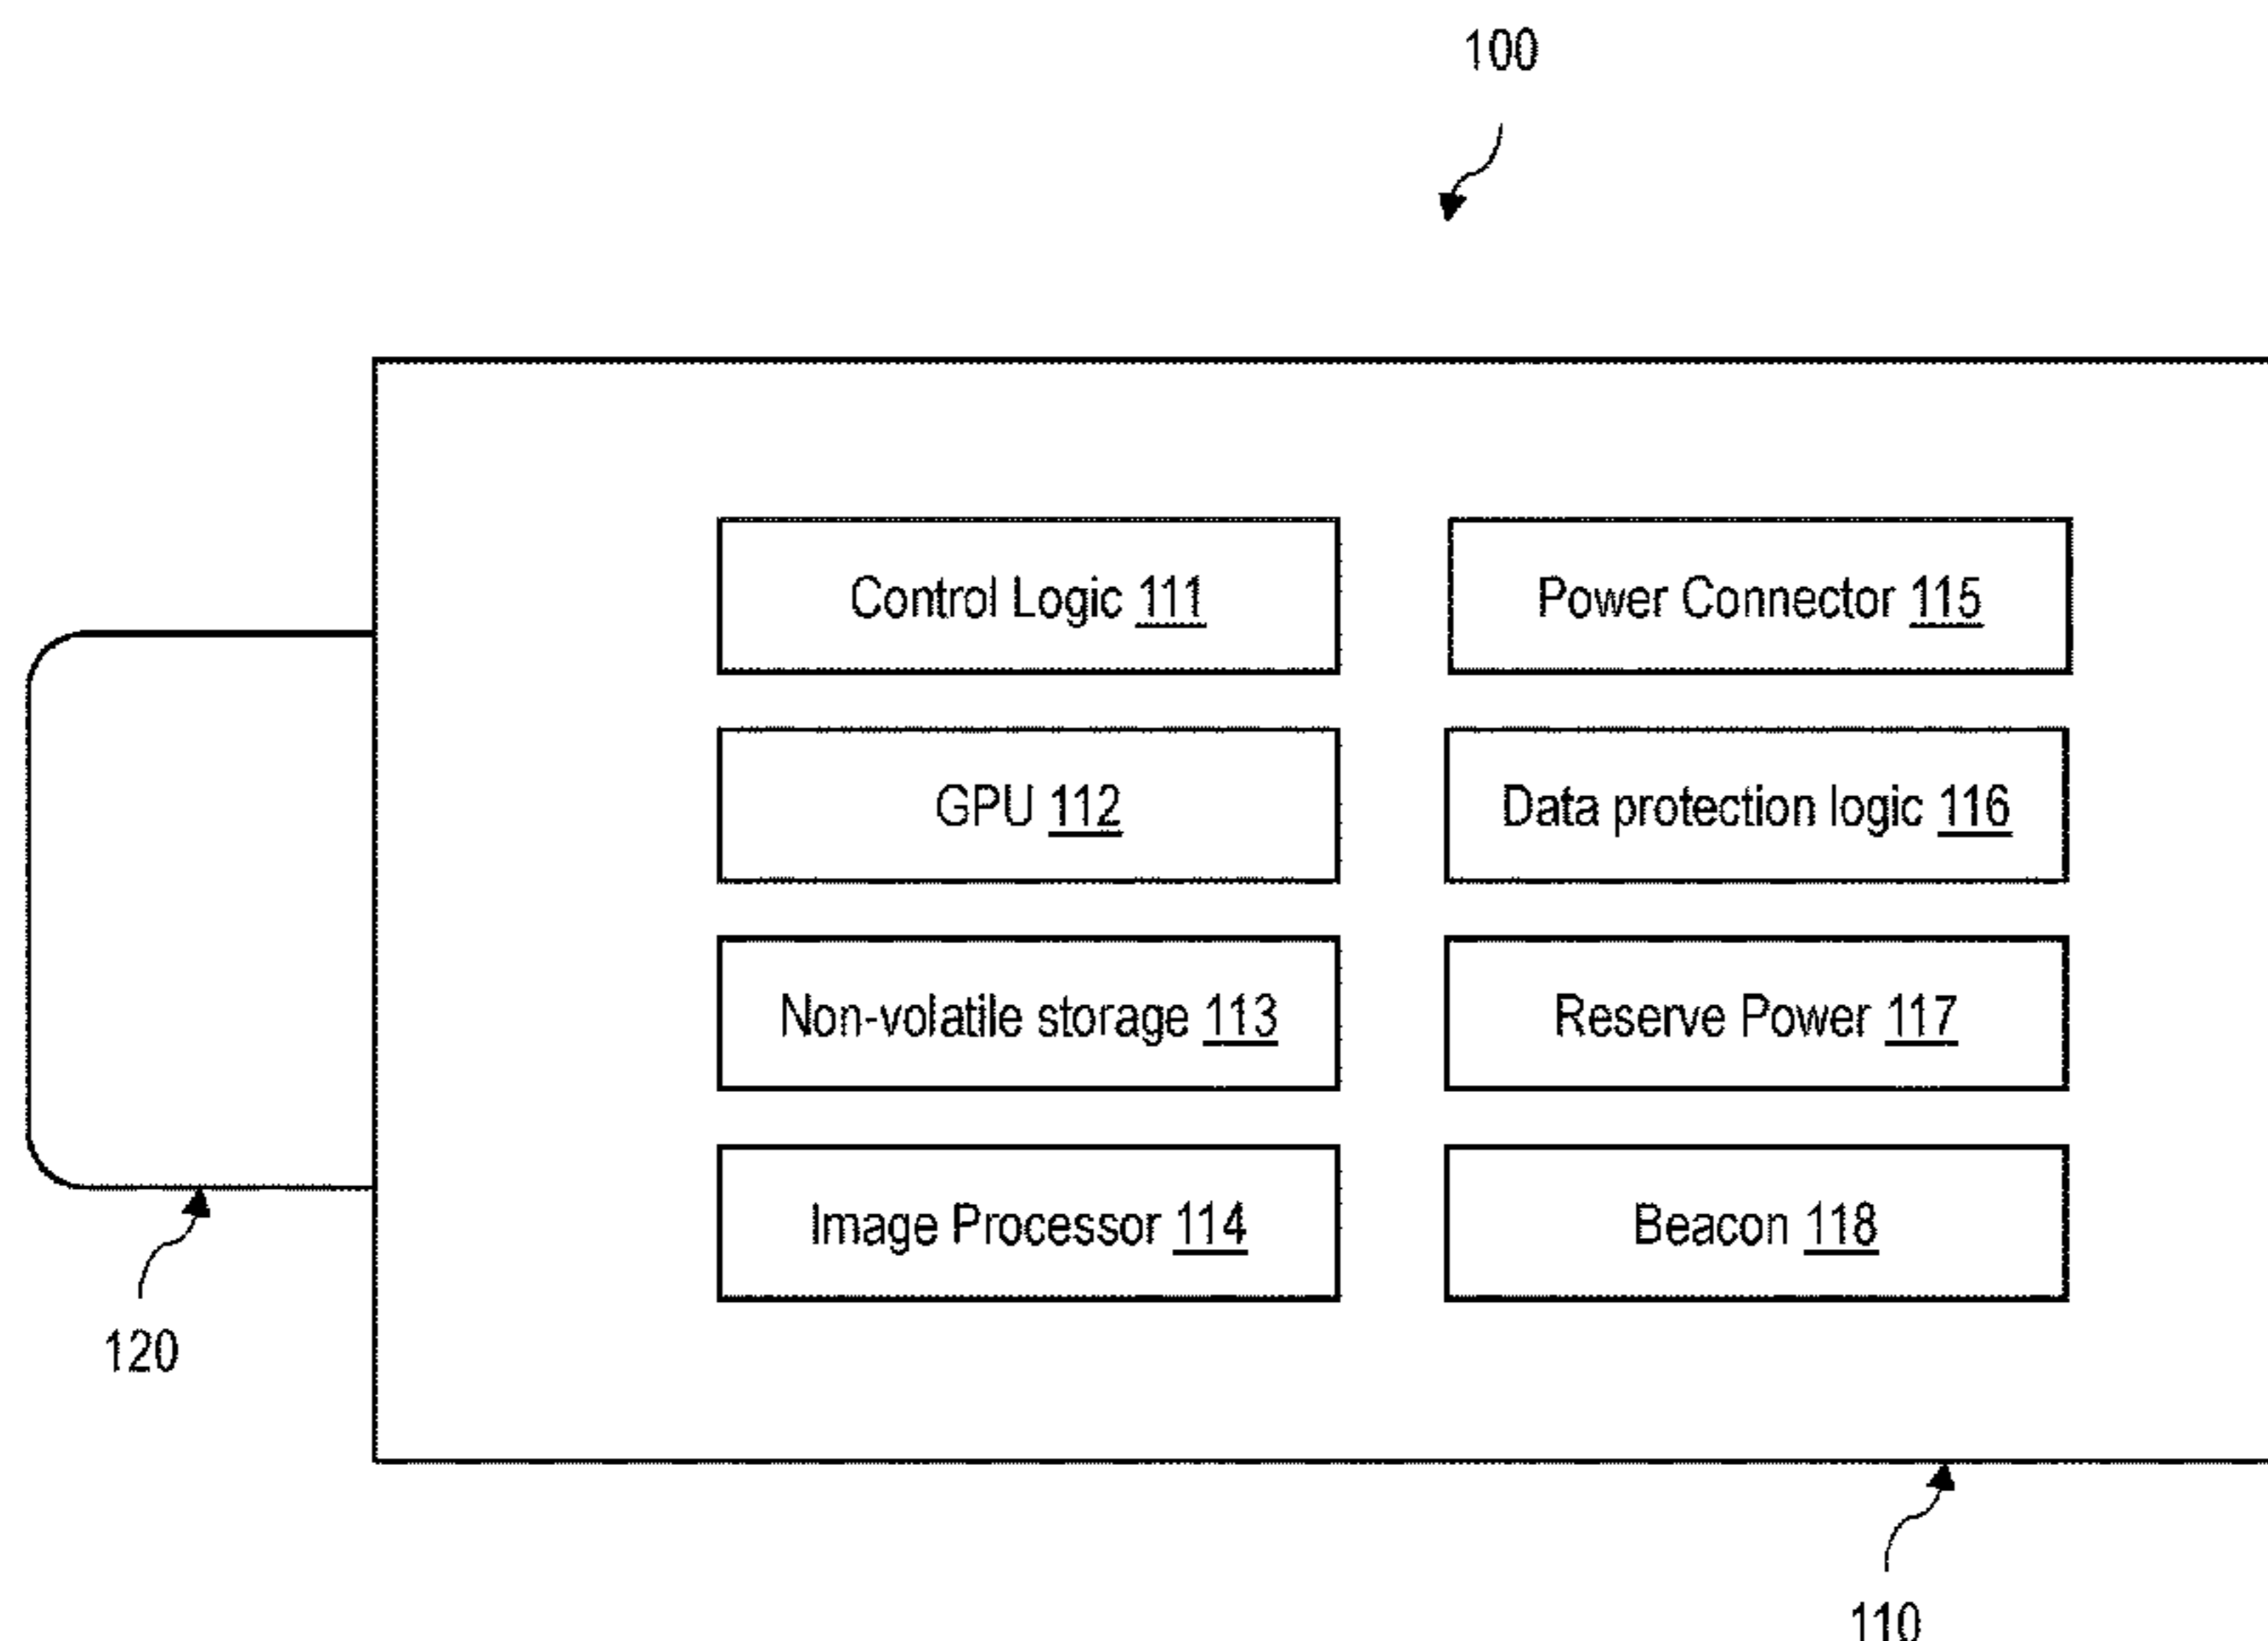 100
Control Logic 111
Power Connector 115
GPU 112
Data protection logic 116
Non-volatile storage 113
Reserve Power 117
Image Processor 114
Beacon 118
120
110